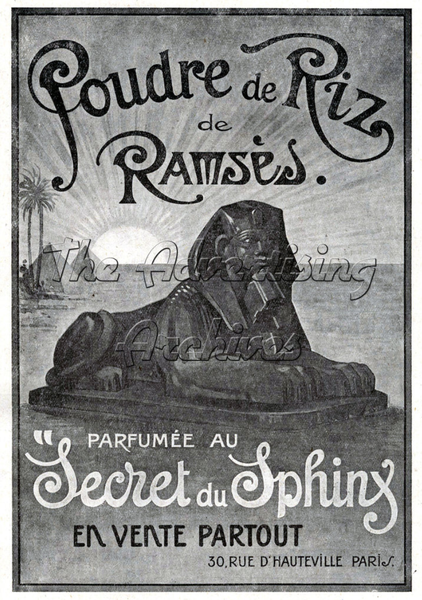 Poudre de Riz
de
RAMSÈS.
The Advertising
Archives
PARFUMÉE AU
"Secret du Sphinx
EN VENTE PARTOUT
30, RUE D'HAUTEVILLE PARIS.